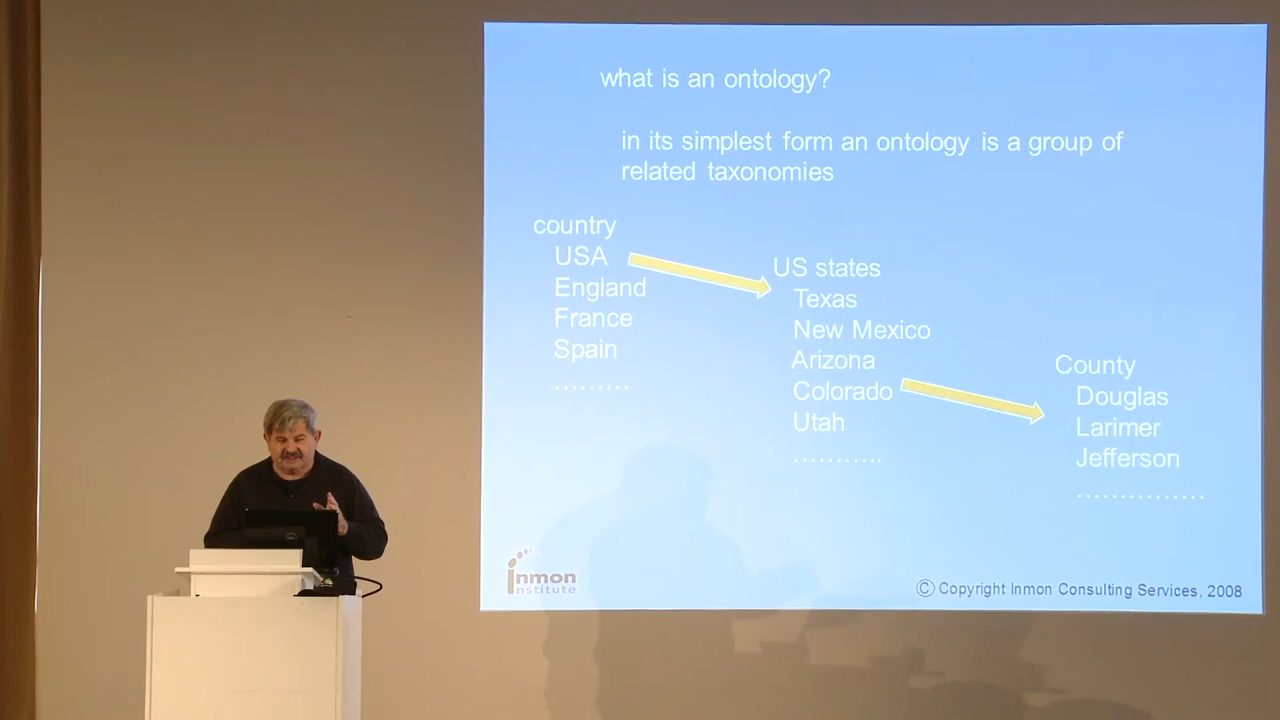 what is an ontology?
in its simplest form an ontology is a group of
related taxonomies
country
USA
England
France
Spain
.........
US states
Texas
New Mexico
Arizona
Colorado
Utah
...........
County
Douglas
Larimer
Jefferson
...............
inmon
institute
© Copyright Inmon Consulting Services, 2008